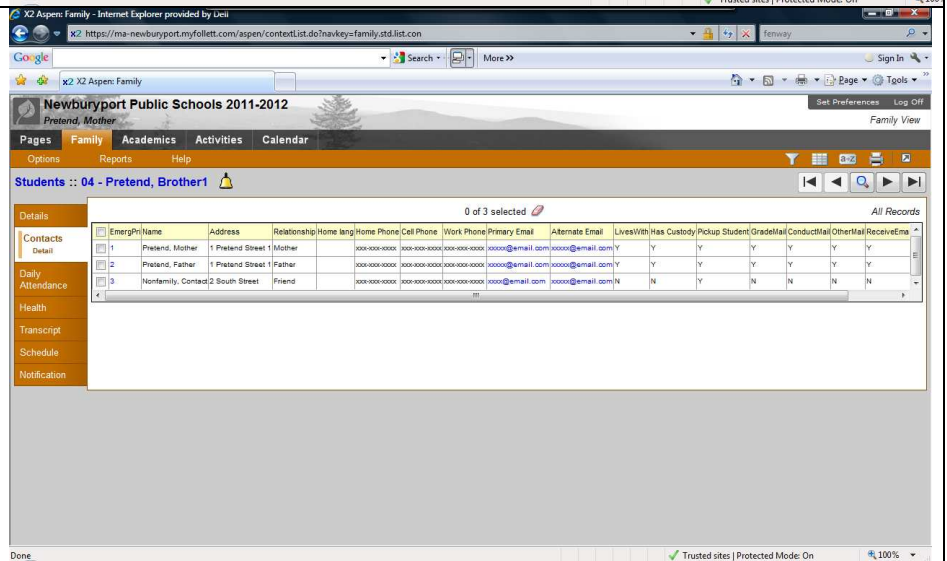 Trusted sites | Protected Mode: On
X2 Aspen: Family - Internet Explorer provided by Dell
x2 https://ma-newburyport.myfollett.com/aspen/contextList.do?navkey=family.std.list.con fenway
Google Search More >> Sign In
x2 X2 Aspen: Family Page Tools
Newburyport Public Schools 2011-2012 Set Preferences Log Off
Pretend, Mother Family View
Pages Family Academics Activities Calendar
Options Reports Help a-z
Students :: 04 - Pretend, Brother1
Details 0 of 3 selected All Records
EmergPri Name Address Relationship Home lang Home Phone Cell Phone Work Phone Primary Email Alternate Email LivesWith Has Custody Pickup Student GradeMail ConductMail OtherMail ReceiveEma
1 Pretend, Mother 1 Pretend Street 1 Mother xxx-xxx-xxxx xxx-xxx-xxxx xxx-xxx-xxxx xxxxx@email.com xxxxx@email.com Y Y Y Y Y Y Y
2 Pretend, Father 1 Pretend Street 1 Father xxx-xxx-xxxx xxx-xxx-xxxx xxx-xxx-xxxx xxxxx@email.com xxxxx@email.com Y Y Y Y Y Y Y
3 Nonfamily, Contact 2 South Street Friend xxx-xxx-xxxx xxx-xxx-xxxx xxx-xxx-xxxx xxxx@email.com xxxxx@email.com N N Y N N N N
Contacts
Detail
Daily
Attendance
Health
Transcript
Schedule
Notification
Done Trusted sites | Protected Mode: On 100%